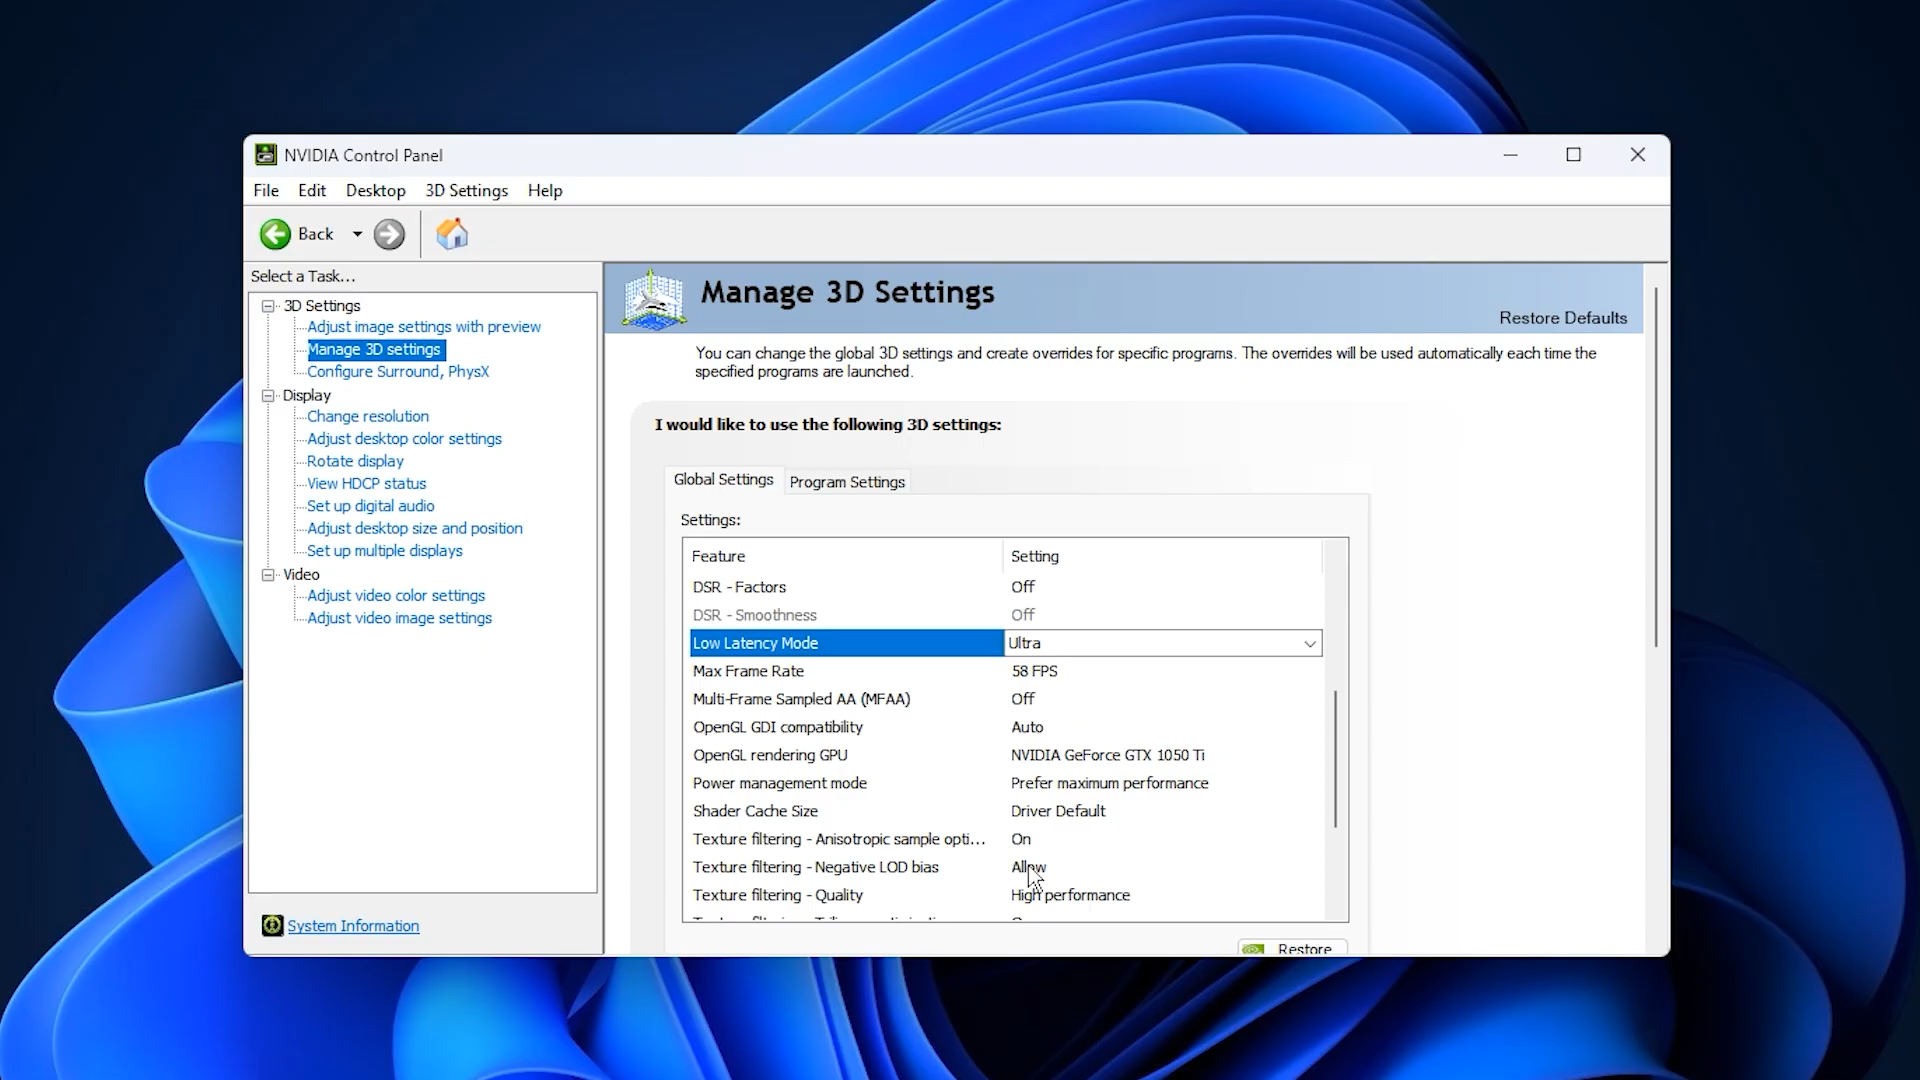 NVIDIA Control Panel
File Edit Desktop 3D Settings Help
Back
Select a Task...
3D Settings
Adjust image settings with preview
Manage 3D settings
Configure Surround, PhysX
Display
Change resolution
Adjust desktop color settings
Rotate display
View HDCP status
Set up digital audio
Adjust desktop size and position
Set up multiple displays
Video
Adjust video color settings
Adjust video image settings
System Information
Manage 3D Settings
Restore Defaults
You can change the global 3D settings and create overrides for specific programs. The overrides will be used automatically each time the
specified programs are launched.
I would like to use the following 3D settings:
Global Settings Program Settings
Settings:
Feature Setting
DSR - Factors Off
DSR - Smoothness Off
Low Latency Mode Ultra
Max Frame Rate 58 FPS
Multi-Frame Sampled AA (MFAA) Off
OpenGL GDI compatibility Auto
OpenGL rendering GPU NVIDIA GeForce GTX 1050 Ti
Power management mode Prefer maximum performance
Shader Cache Size Driver Default
Texture filtering - Anisotropic sample opti... On
Texture filtering - Negative LOD bias Allow
Texture filtering - Quality High performance
Restore